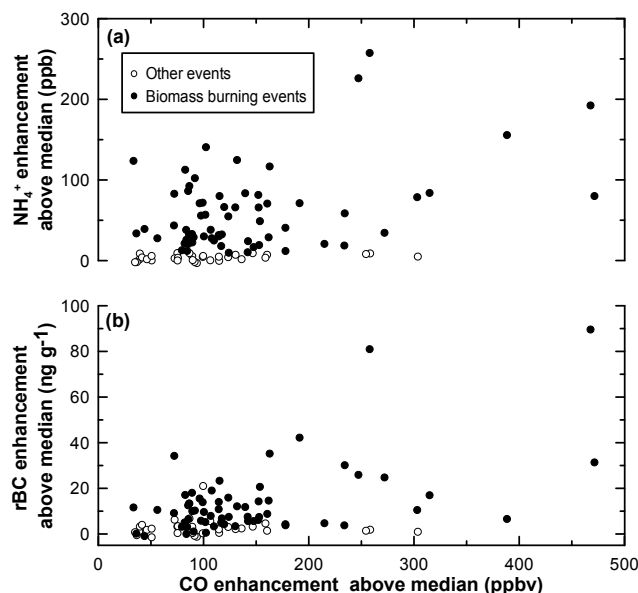 (a)
Other events
Biomass burning events
NH₄⁺ enhancement
above median (ppb)
300
200
100
0
(b)
rBC enhancement
above median (ng g⁻¹)
100
80
60
40
20
0
0
100
200
300
400
500
CO enhancement above median (ppbv)